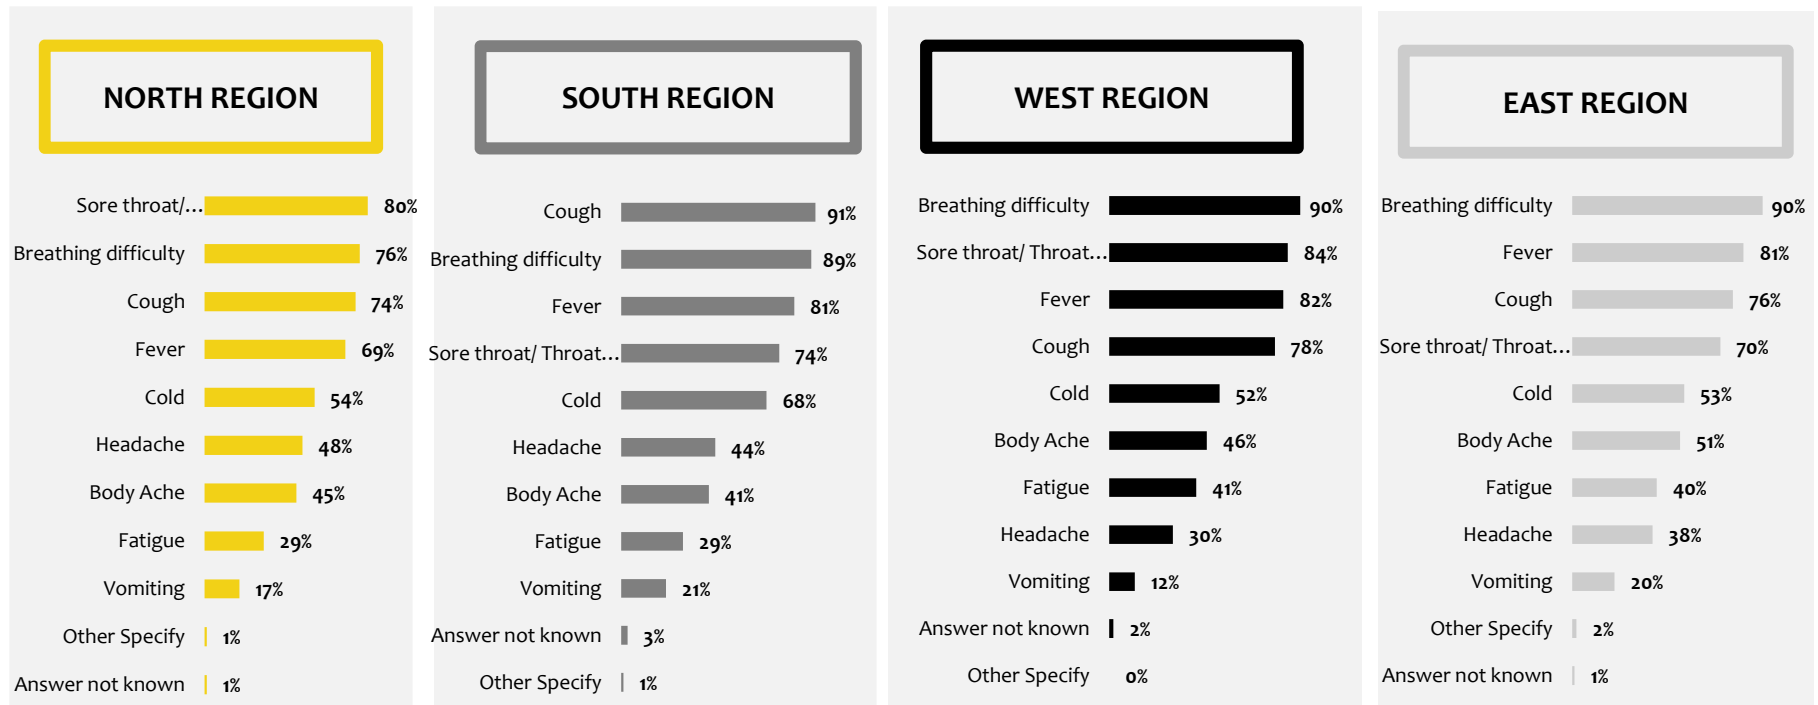 NORTH REGION
Sore throat/... 80%
Breathing difficulty 76%
Cough 74%
Fever 69%
Cold 54%
Headache 48%
Body Ache 45%
Fatigue 29%
Vomiting 17%
Other Specify 1%
Answer not known 1%
SOUTH REGION
Cough 91%
Breathing difficulty 89%
Fever 81%
Sore throat/ Throat... 74%
Cold 68%
Headache 44%
Body Ache 41%
Fatigue 29%
Vomiting 21%
Answer not known 3%
Other Specify 1%
WEST REGION
Breathing difficulty 90%
Sore throat/ Throat... 84%
Fever 82%
Cough 78%
Cold 52%
Body Ache 46%
Fatigue 41%
Headache 30%
Vomiting 12%
Answer not known 2%
Other Specify 0%
EAST REGION
Breathing difficulty 90%
Fever 81%
Cough 76%
Sore throat/ Throat... 70%
Cold 53%
Body Ache 51%
Fatigue 40%
Headache 38%
Vomiting 20%
Other Specify 2%
Answer not known 1%